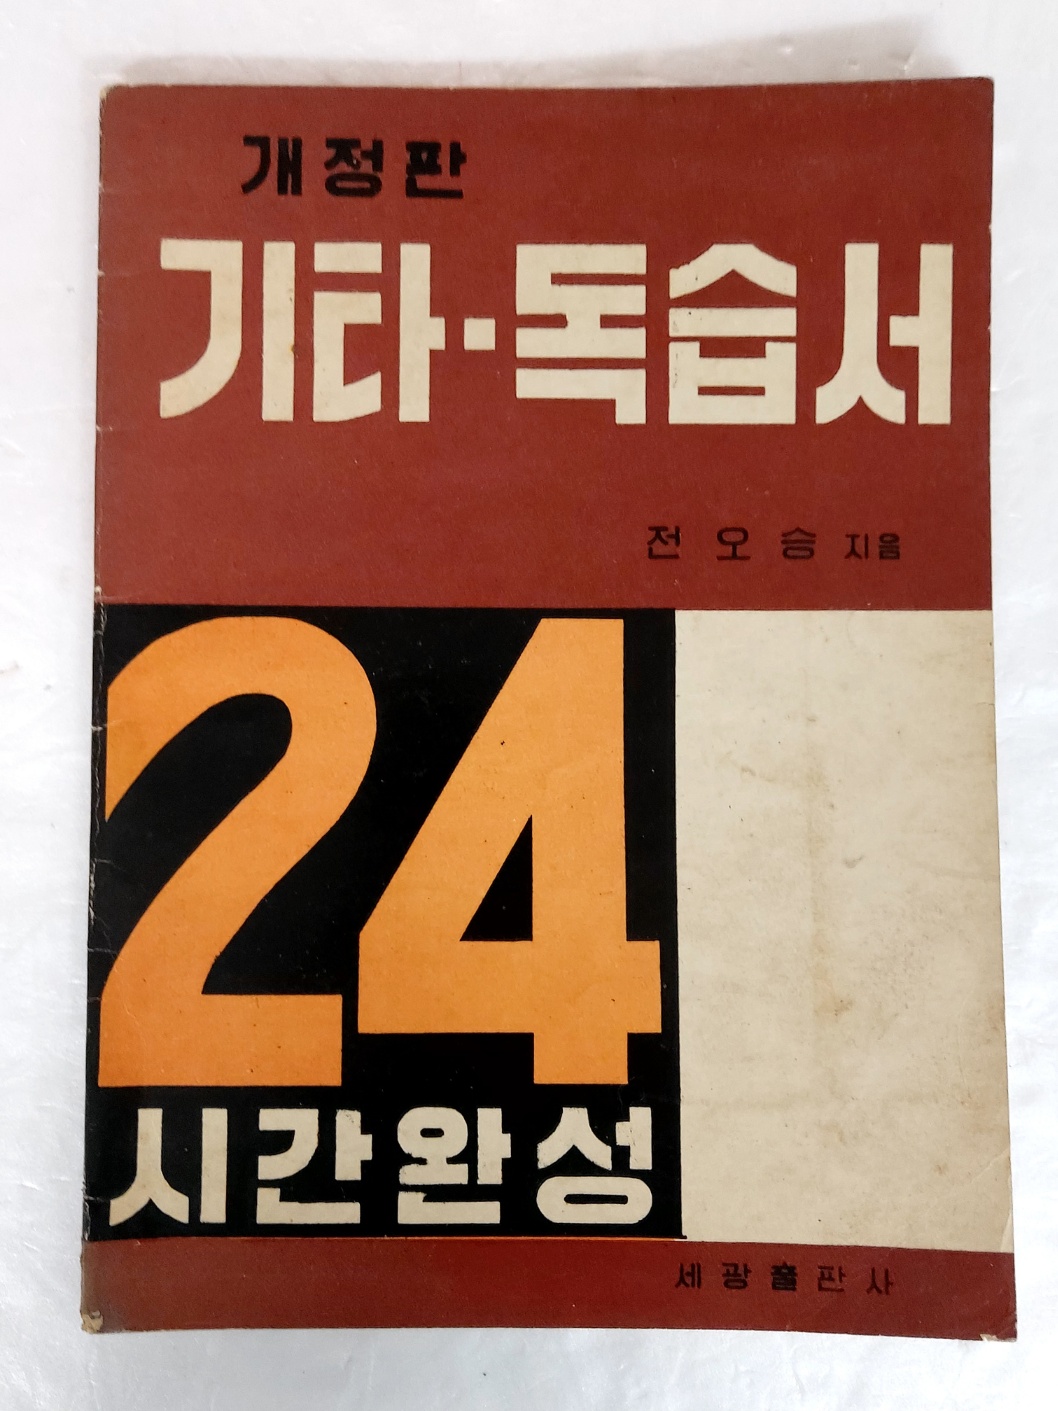 개정판
기타·독습서
전오승 지음
24
시간완성
세광출판사